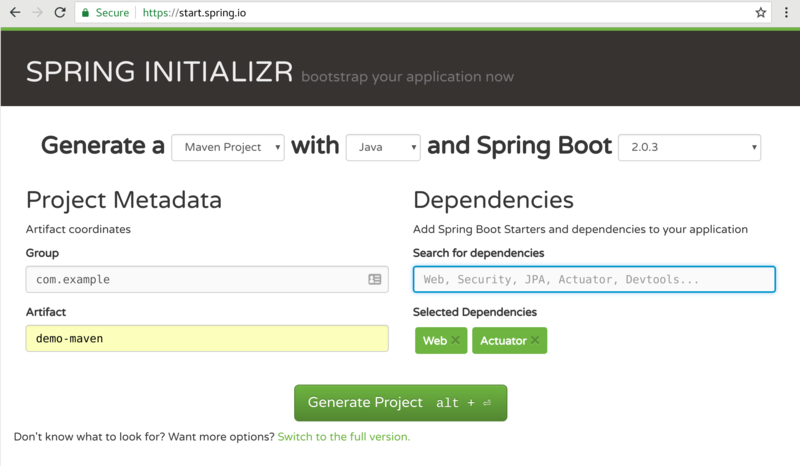 Secure https://start.spring.io
SPRING INITIALIZR bootstrap your application now
Generate a Maven Project with Java and Spring Boot 2.0.3
Project Metadata
Artifact coordinates
Group
com.example
Artifact
demo-maven
Dependencies
Add Spring Boot Starters and dependencies to your application
Search for dependencies
Web, Security, JPA, Actuator, Devtools...
Selected Dependencies
Web Actuator
Generate Project alt + ⏎
Don't know what to look for? Want more options? Switch to the full version.